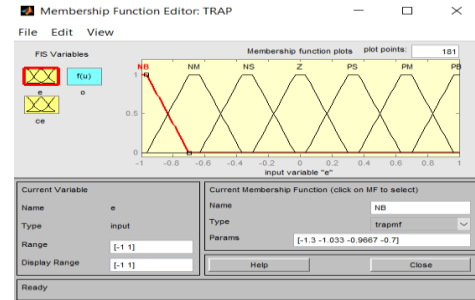 Membership Function Editor: TRAP
File Edit View
FIS Variables
Membership function plots
plot points:
181
e
f(u)
o
ce
NB NM NS Z PS PM PB
1
0.5
0
-1 -0.8 -0.6 -0.4 -0.2 0 0.2 0.4 0.6 0.8 1
input variable "e"
Current Variable
Name e
Type input
Range [-1 1]
Display Range [-1 1]
Current Membership Function (click on MF to select)
Name NB
Type trapmf
Params [-1.3 -1.033 -0.9667 -0.7]
Help Close
Ready